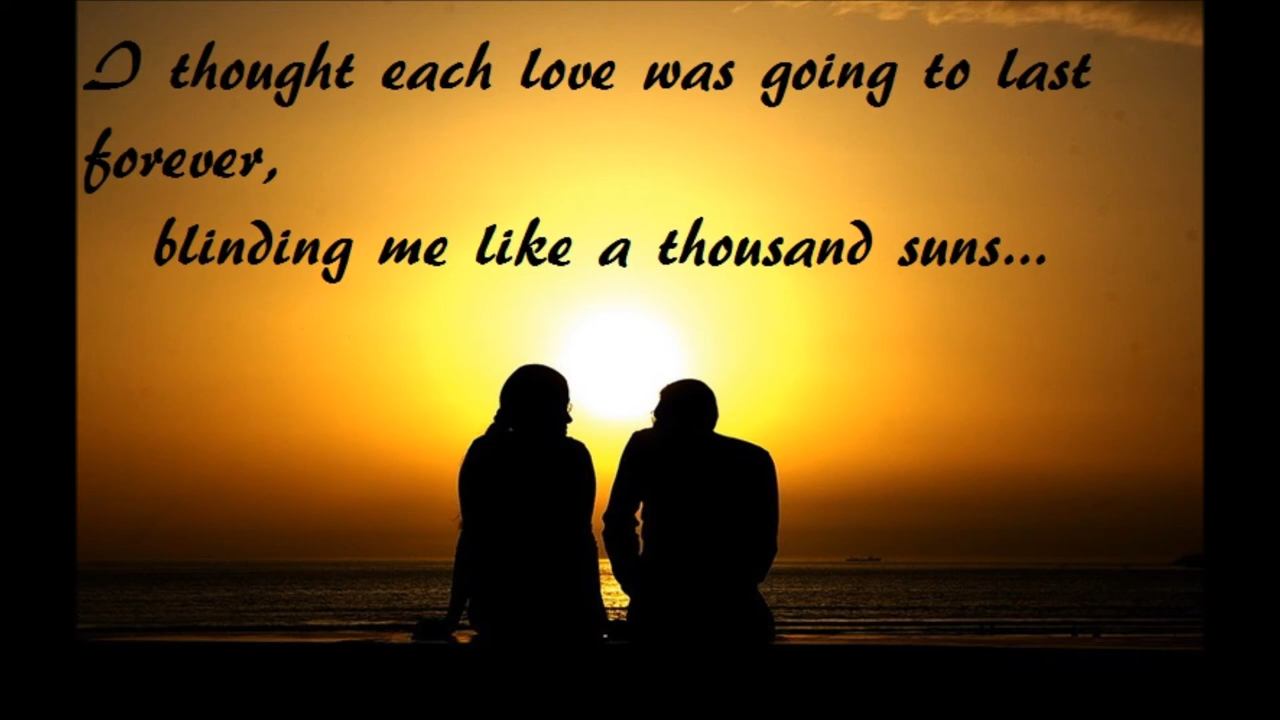 I thought each love was going to last
forever,
blinding me like a thousand suns...